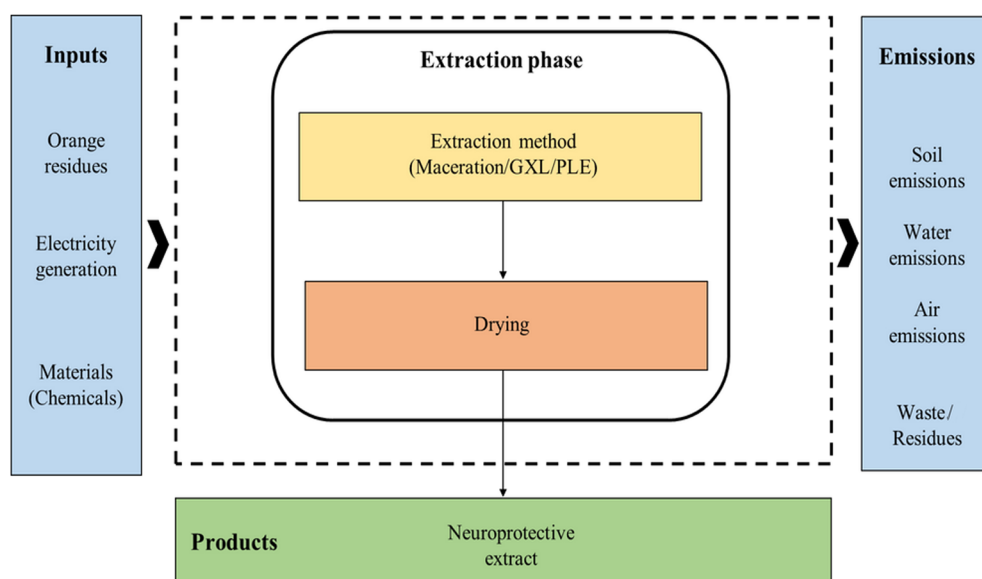 Inputs
Orange
residues
Electricity
generation
Materials
(Chemicals)
Extraction phase
Extraction method
(Maceration/GXL/PLE)
Drying
Emissions
Soil
emissions
Water
emissions
Air
emissions
Waste/
Residues
Products
Neuroprotective
extract